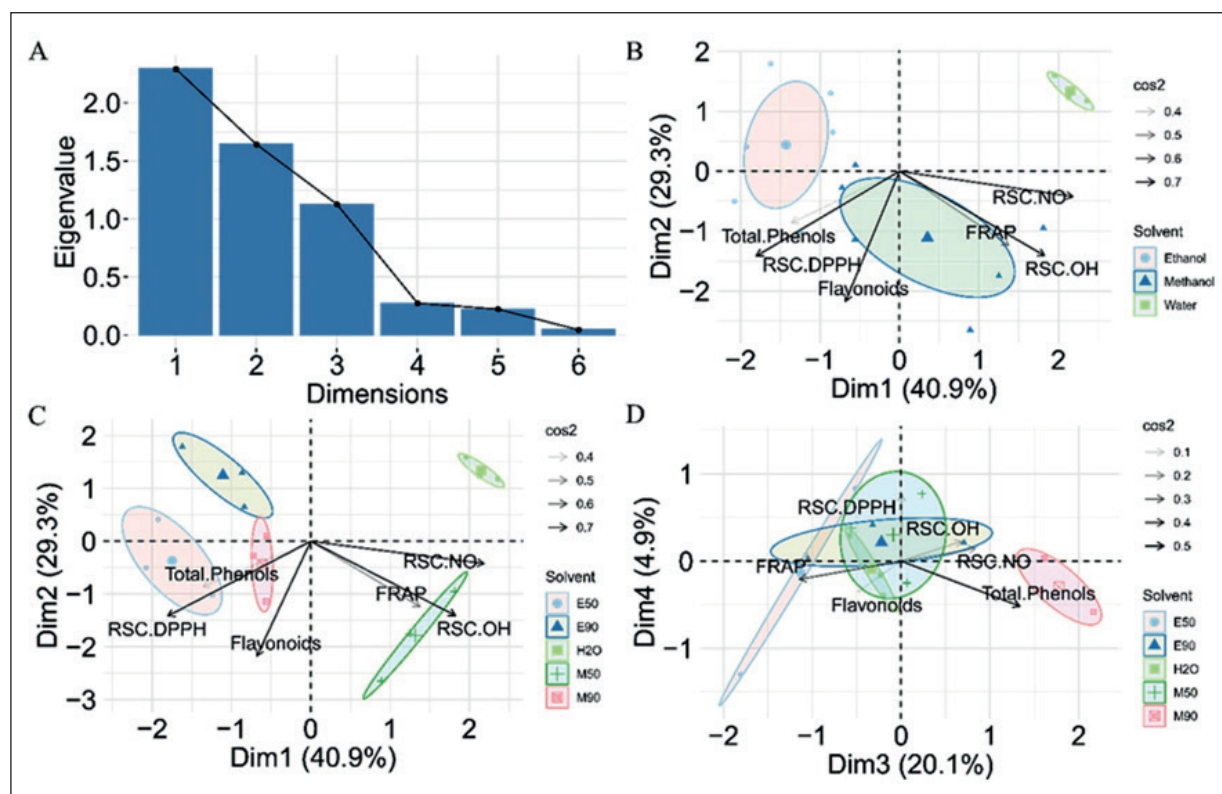 A
Eigenvalue
2.0
1.5
1.0
0.5
0.0
1 2 3 4 5 6
Dimensions
B
Dim2 (29.3%)
2
1
0
−1
−2
RSC.NO
Total.Phenols
FRAP
RSC.DPPH
RSC.OH
Flavonoids
−2 −1 0 1 2
Dim1 (40.9%)
cos2
0.4
0.5
0.6
0.7
Solvent
Ethanol
Methanol
Water
C
Dim2 (29.3%)
2
1
0
−1
−2
−3
RSC.NO
Total.Phenols
FRAP
RSC.DPPH
RSC.OH
Flavonoids
−2 −1 0 1 2
Dim1 (40.9%)
cos2
0.4
0.5
0.6
0.7
Solvent
E50
E90
H2O
M50
M90
D
Dim4 (4.9%)
1
0
−1
RSC.DPPH
RSC.OH
FRAP
RSC.NO
Flavonoids
Total.Phenols
−2 −1 0 1 2
Dim3 (20.1%)
cos2
0.1
0.2
0.3
0.4
0.5
Solvent
E50
E90
H2O
M50
M90